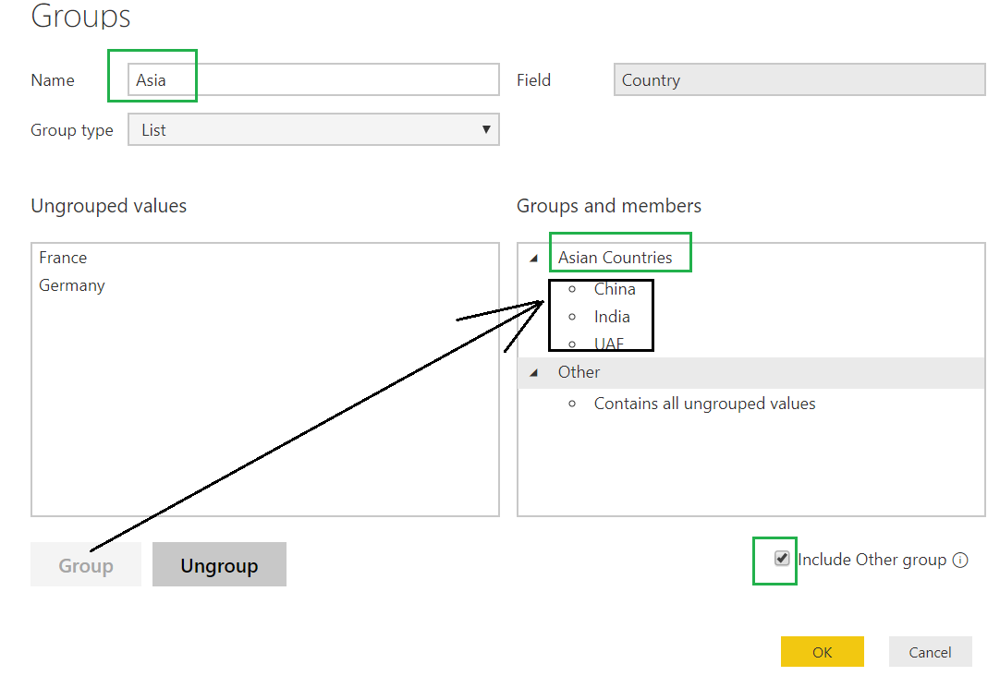 Groups
Name Asia Field Country
Group type List
Ungrouped values Groups and members
France
Germany
Asian Countries
China
India
UAE
Other
Contains all ungrouped values
Group Ungroup Include Other group
OK Cancel